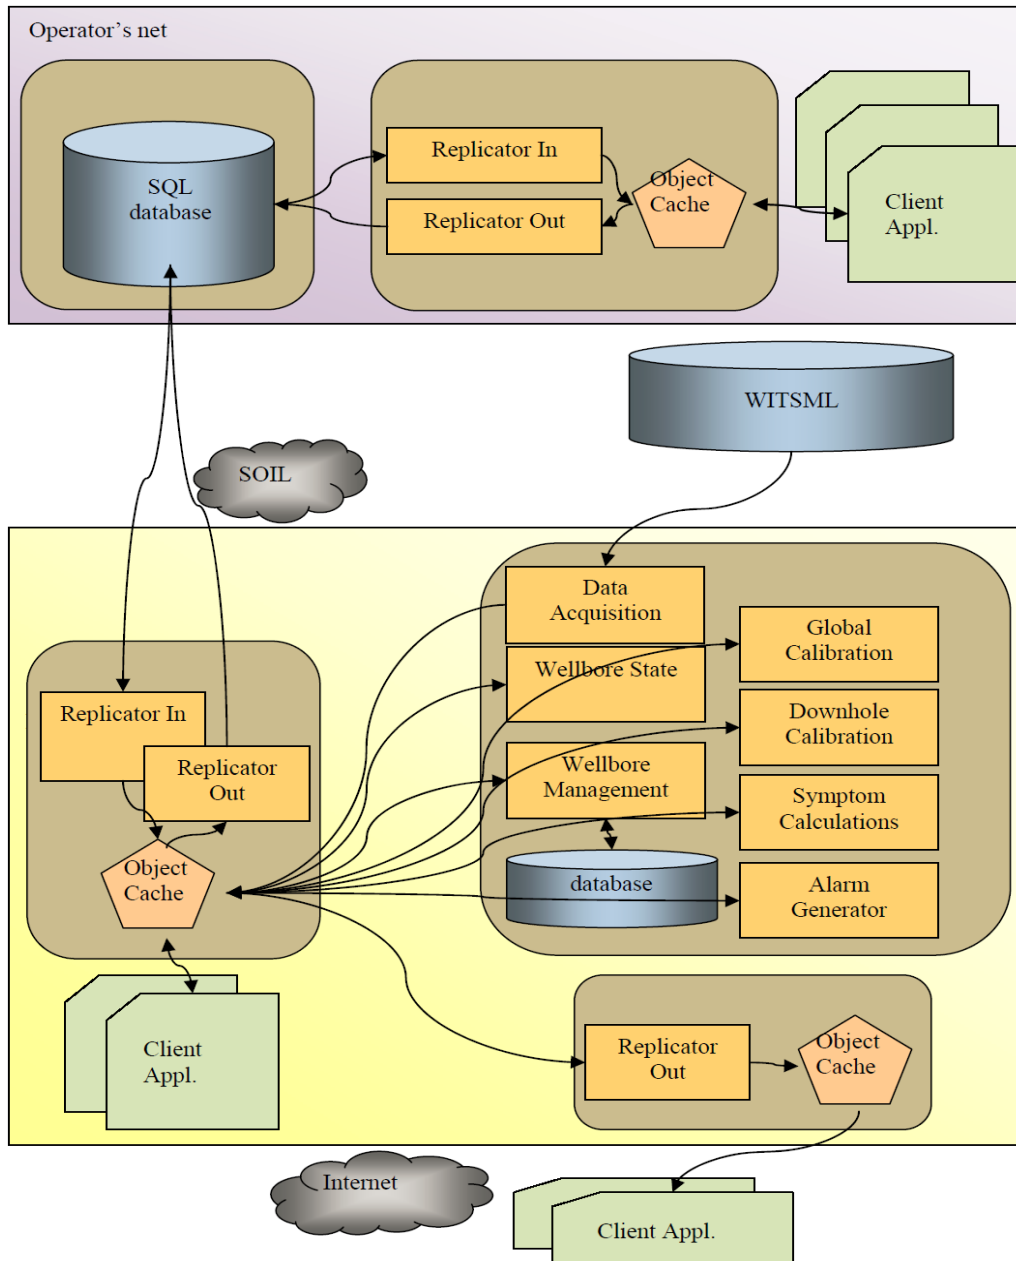 Operator’s net
SQL
database
Replicator In
Replicator Out
Object
Cache
Client
Appl.
WITSML
SOIL
Data
Acquisition
Wellbore State
Wellbore
Management
database
Global
Calibration
Downhole
Calibration
Symptom
Calculations
Alarm
Generator
Replicator In
Replicator
Out
Object
Cache
Client
Appl.
Replicator
Out
Object
Cache
Internet
Client Appl.